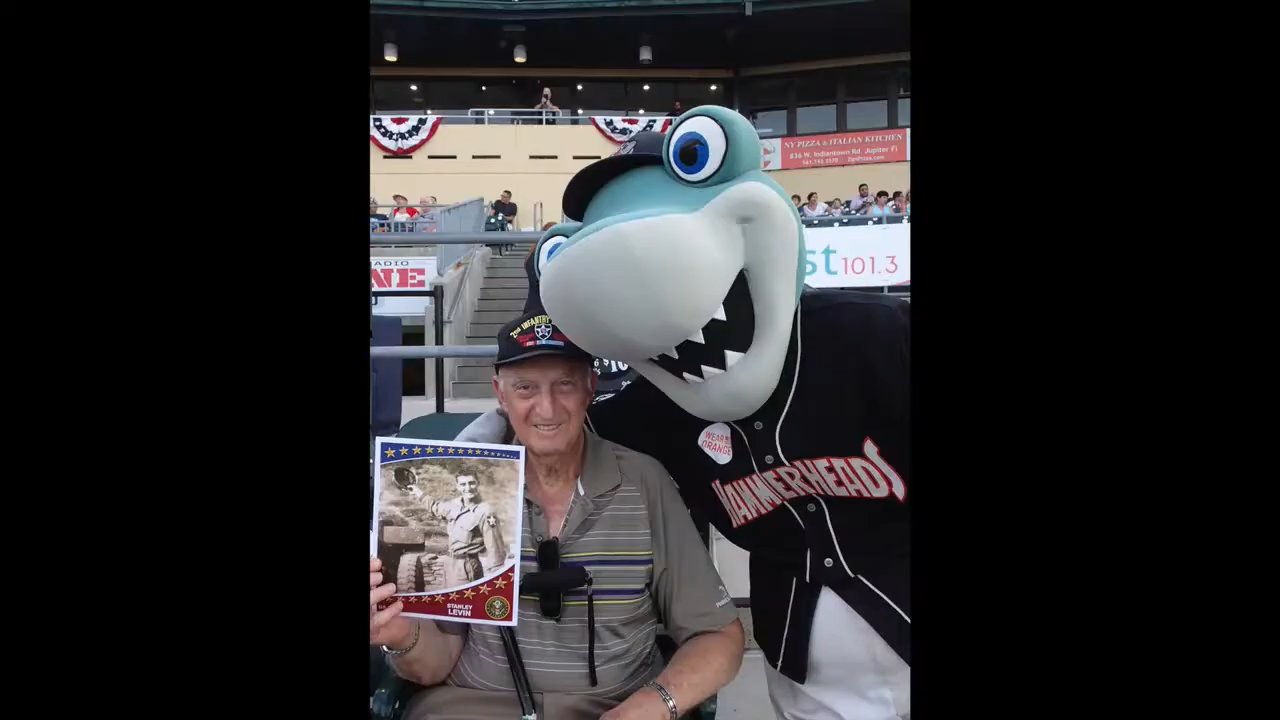 NY PIZZA & ITALIAN KITCHEN
836 W. Indiantown Rd. Jupiter Fl
RADIO
NE
st 101.3
2ND INFANTRY
WEAR
ORANGE
HAMMERHEADS
STANLEY
LEVIN